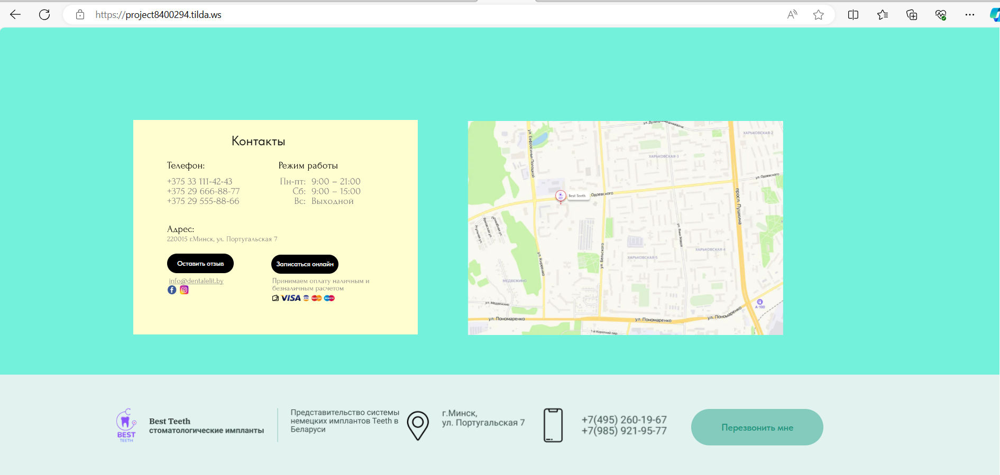 https://project8400294.tilda.ws
Контакты
Телефон:
+375 33 111-42-43
+375 29 666-88-77
+375 29 555-88-66
Режим работы
Пн-пт: 9:00 – 21:00
Сб: 9:00 – 15:00
Вс: Выходной
Адрес:
220015 г.Минск, ул. Португальская 7
Оставить отзыв
Записаться онлайн
info@dentalelit.by
Принимаем оплату наличным и
безналичным расчетом
VISA
ХАРЬКОВСКАЯ-2
ул. Евфросиньи Полоцкой
ХАРЬКОВСКАЯ-3
ул. Одоевского
просп. Пушкина
Best Teeth
Одоевского
ул. Янки Мавра
ул. Бельского
ХАРЬКОВСКАЯ-4
ХАРЬКОВСКАЯ-5
ул. Киреенко
МЕДВЕЖИНО
ул. Медвежино
А-100
ул. Пономаренко
ул. Пономаренко
ул. Пономаренко
1-й Короткий пер.
BEST
TEETH
Best Teeth
стоматологические импланты
Представительство системы
немецких имплантов Teeth в
Беларуси
г.Минск,
ул. Португальская 7
+7(495) 260-19-67
+7(985) 921-95-77
Перезвонить мне